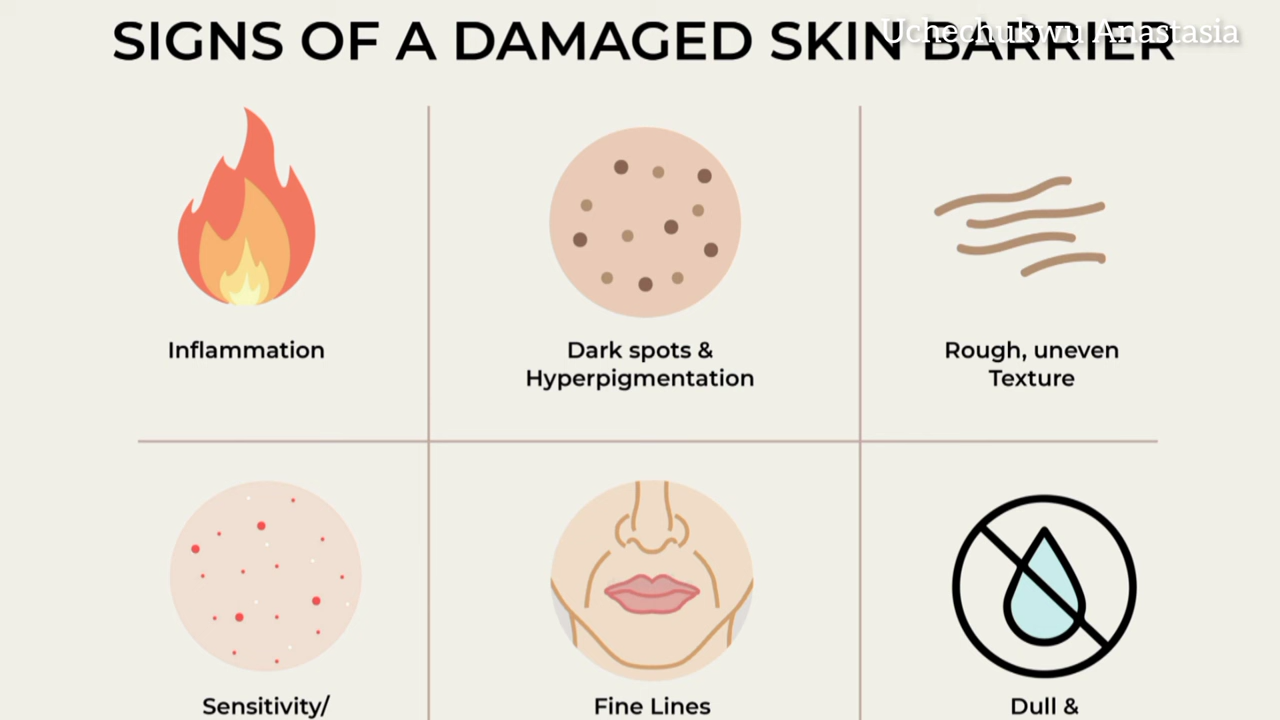 SIGNS OF A DAMAGED SKIN BARRIER
Uchechukwu Anastasia
Inflammation
Dark spots &
Hyperpigmentation
Rough, uneven
Texture
Sensitivity/
Fine Lines
Dull &